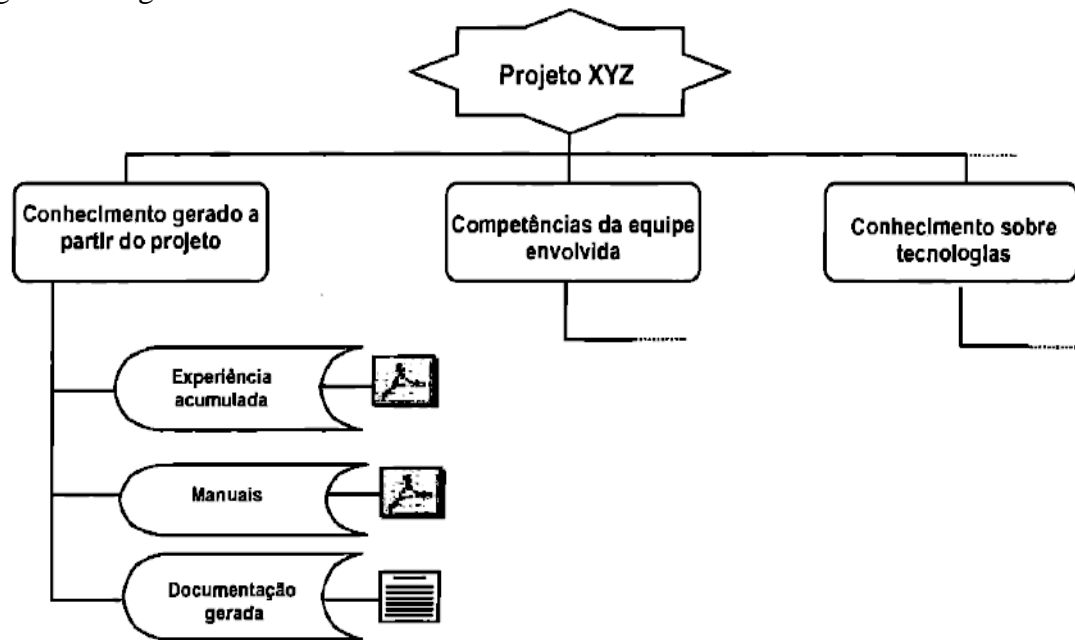 Projeto XYZ
Conhecimento gerado a
partir do projeto
Competências da equipe
envolvida
Conhecimento sobre
tecnologias
Experiência
acumulada
Manuais
Documentação
gerada